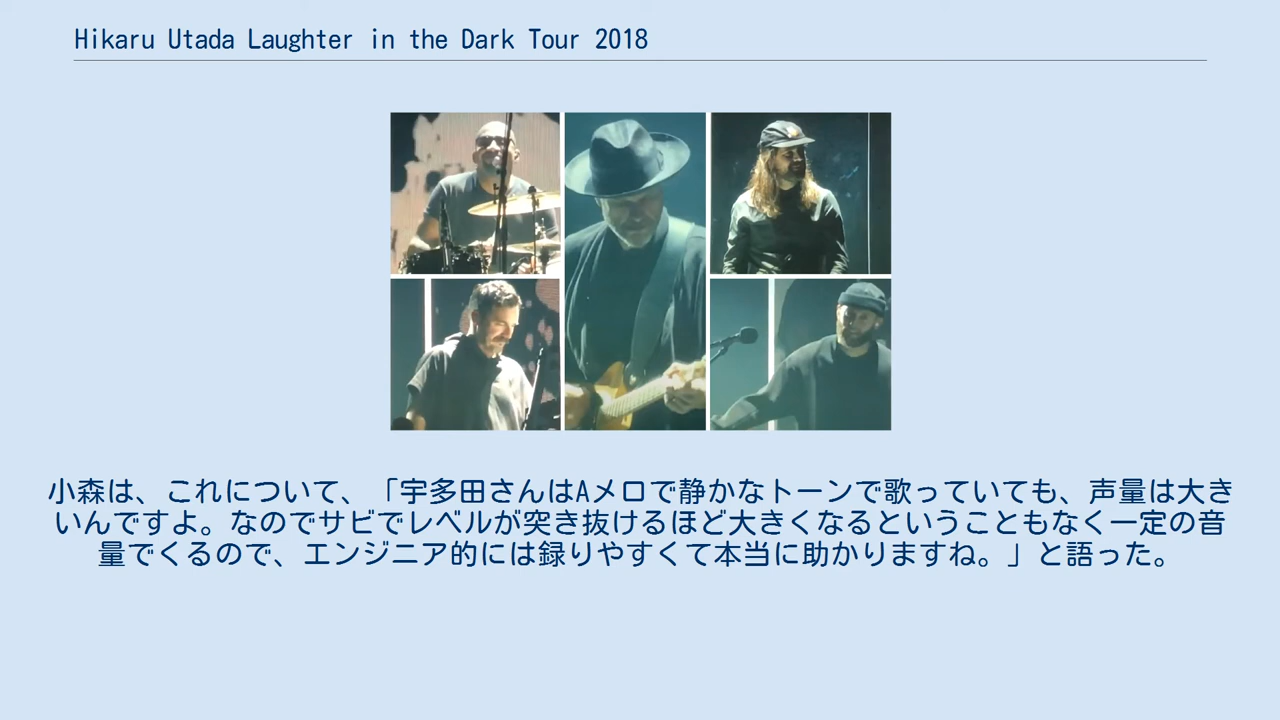 Hikaru Utada Laughter in the Dark Tour 2018
小森は、これについて、「宇多田さんはAメロで静かなトーンで歌っていても、声量は大き
いんですよ。なのでサビでレベルが突き抜けるほど大きくなるということもなく一定の音
量でくるので、エンジニア的には録りやすくて本当に助かりますね。」と語った。